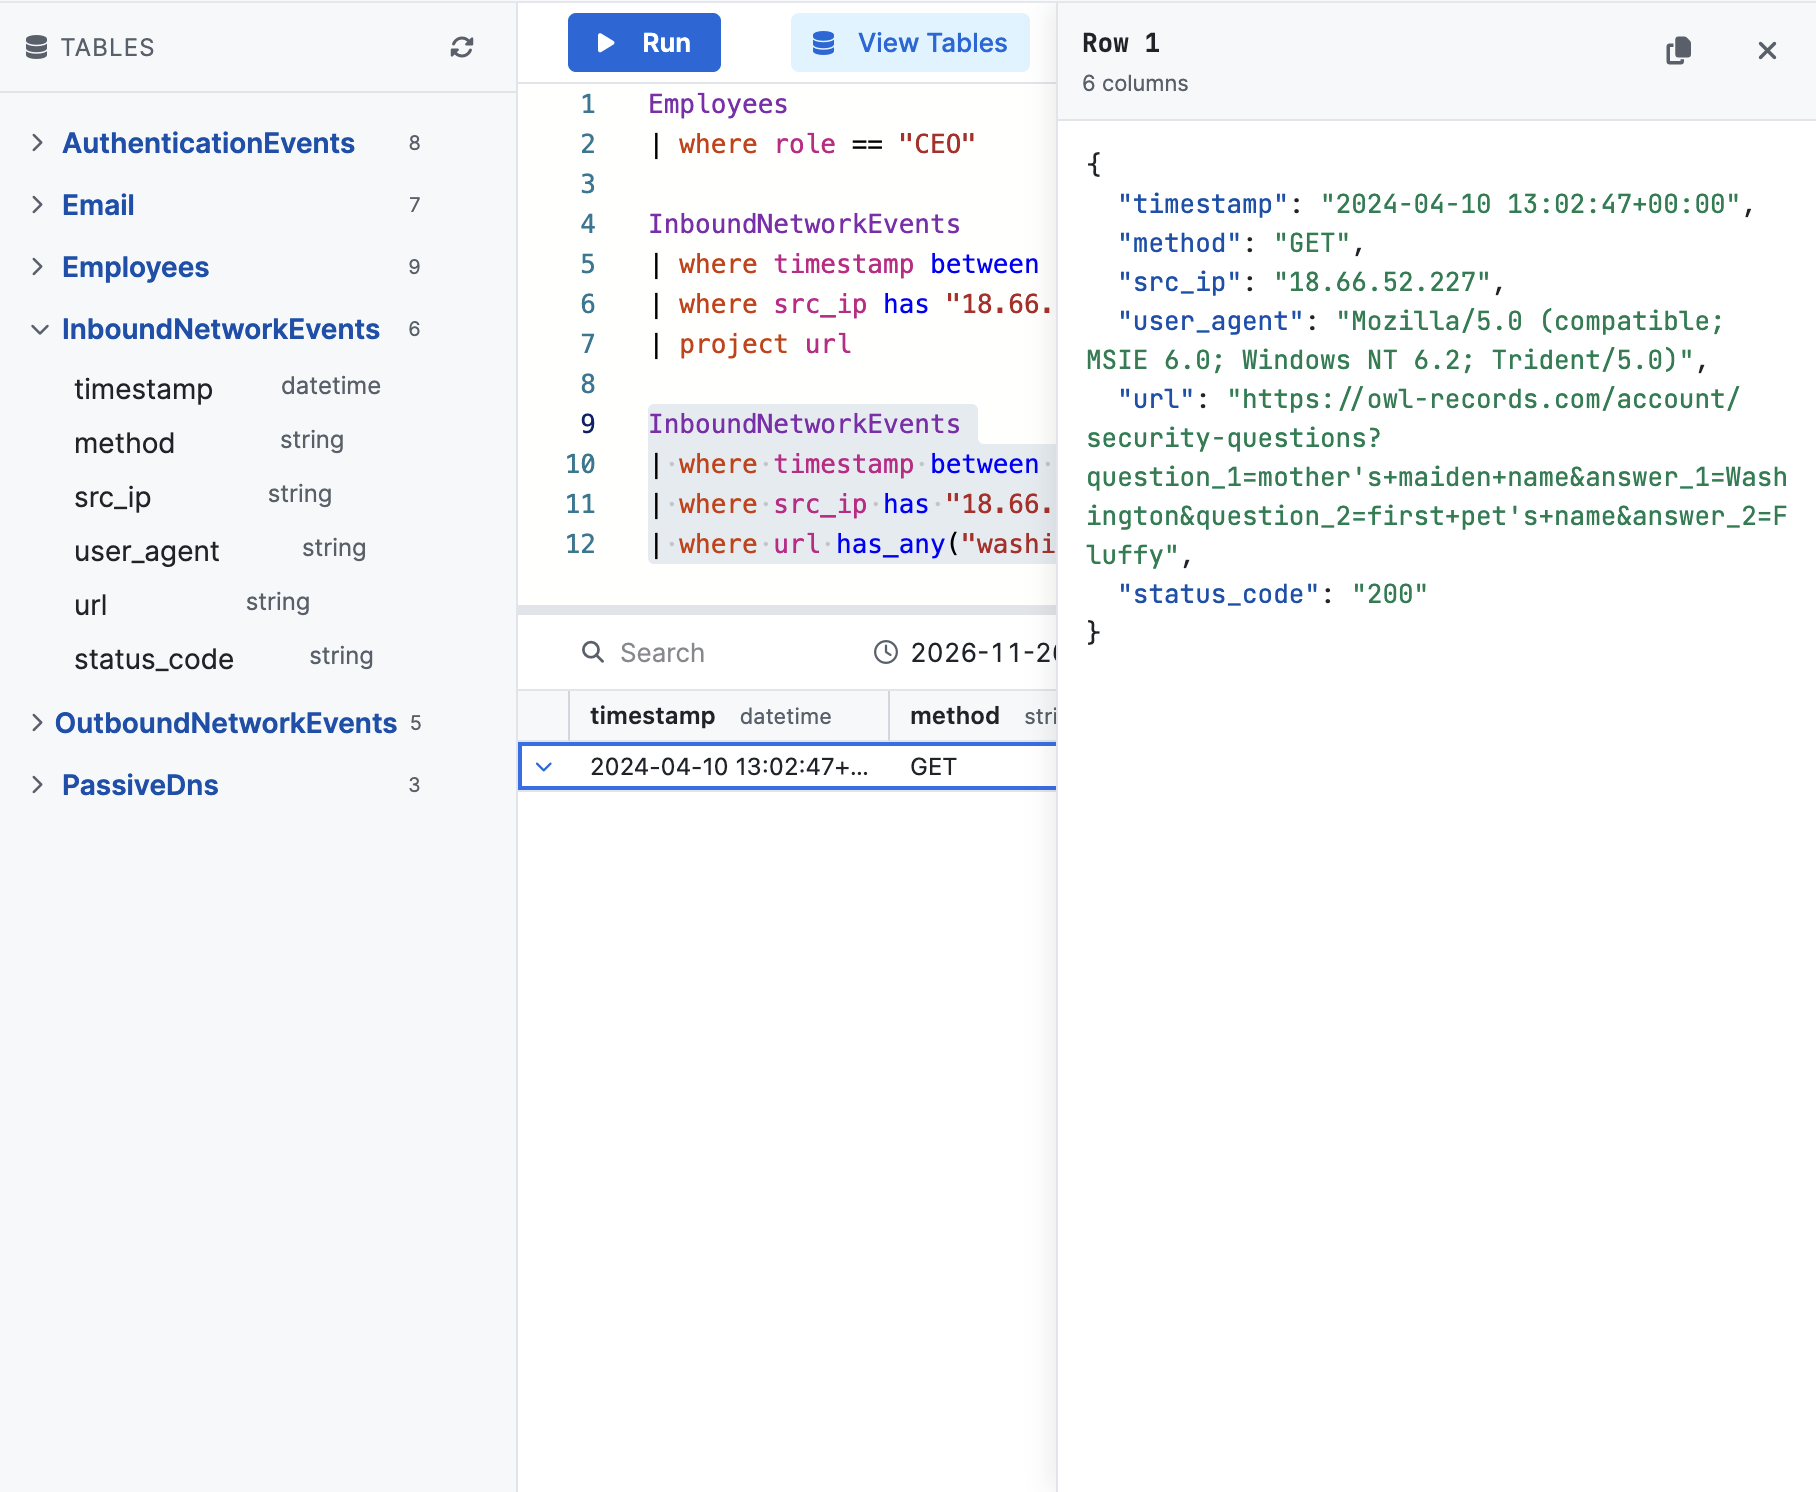 TABLES
AuthenticationEvents 8
Email 7
Employees 9
InboundNetworkEvents 6
timestamp datetime
method string
src_ip string
user_agent string
url string
status_code string
OutboundNetworkEvents 5
PassiveDns 3
Run
View Tables
1 Employees
2 | where role == "CEO"
3
4 InboundNetworkEvents
5 | where timestamp between
6 | where src_ip has "18.66.
7 | project url
8
9 InboundNetworkEvents
10 | where timestamp between
11 | where src_ip has "18.66.
12 | where url has_any("washi
Search
2026-11-20
timestamp datetime method stri
2024-04-10 13:02:47+... GET
Row 1
6 columns
{
"timestamp": "2024-04-10 13:02:47+00:00",
"method": "GET",
"src_ip": "18.66.52.227",
"user_agent": "Mozilla/5.0 (compatible;
MSIE 6.0; Windows NT 6.2; Trident/5.0)",
"url": "https://owl-records.com/account/
security-questions?
question_1=mother's+maiden+name&answer_1=Wash
ington&question_2=first+pet's+name&answer_2=F
luffy",
"status_code": "200"
}